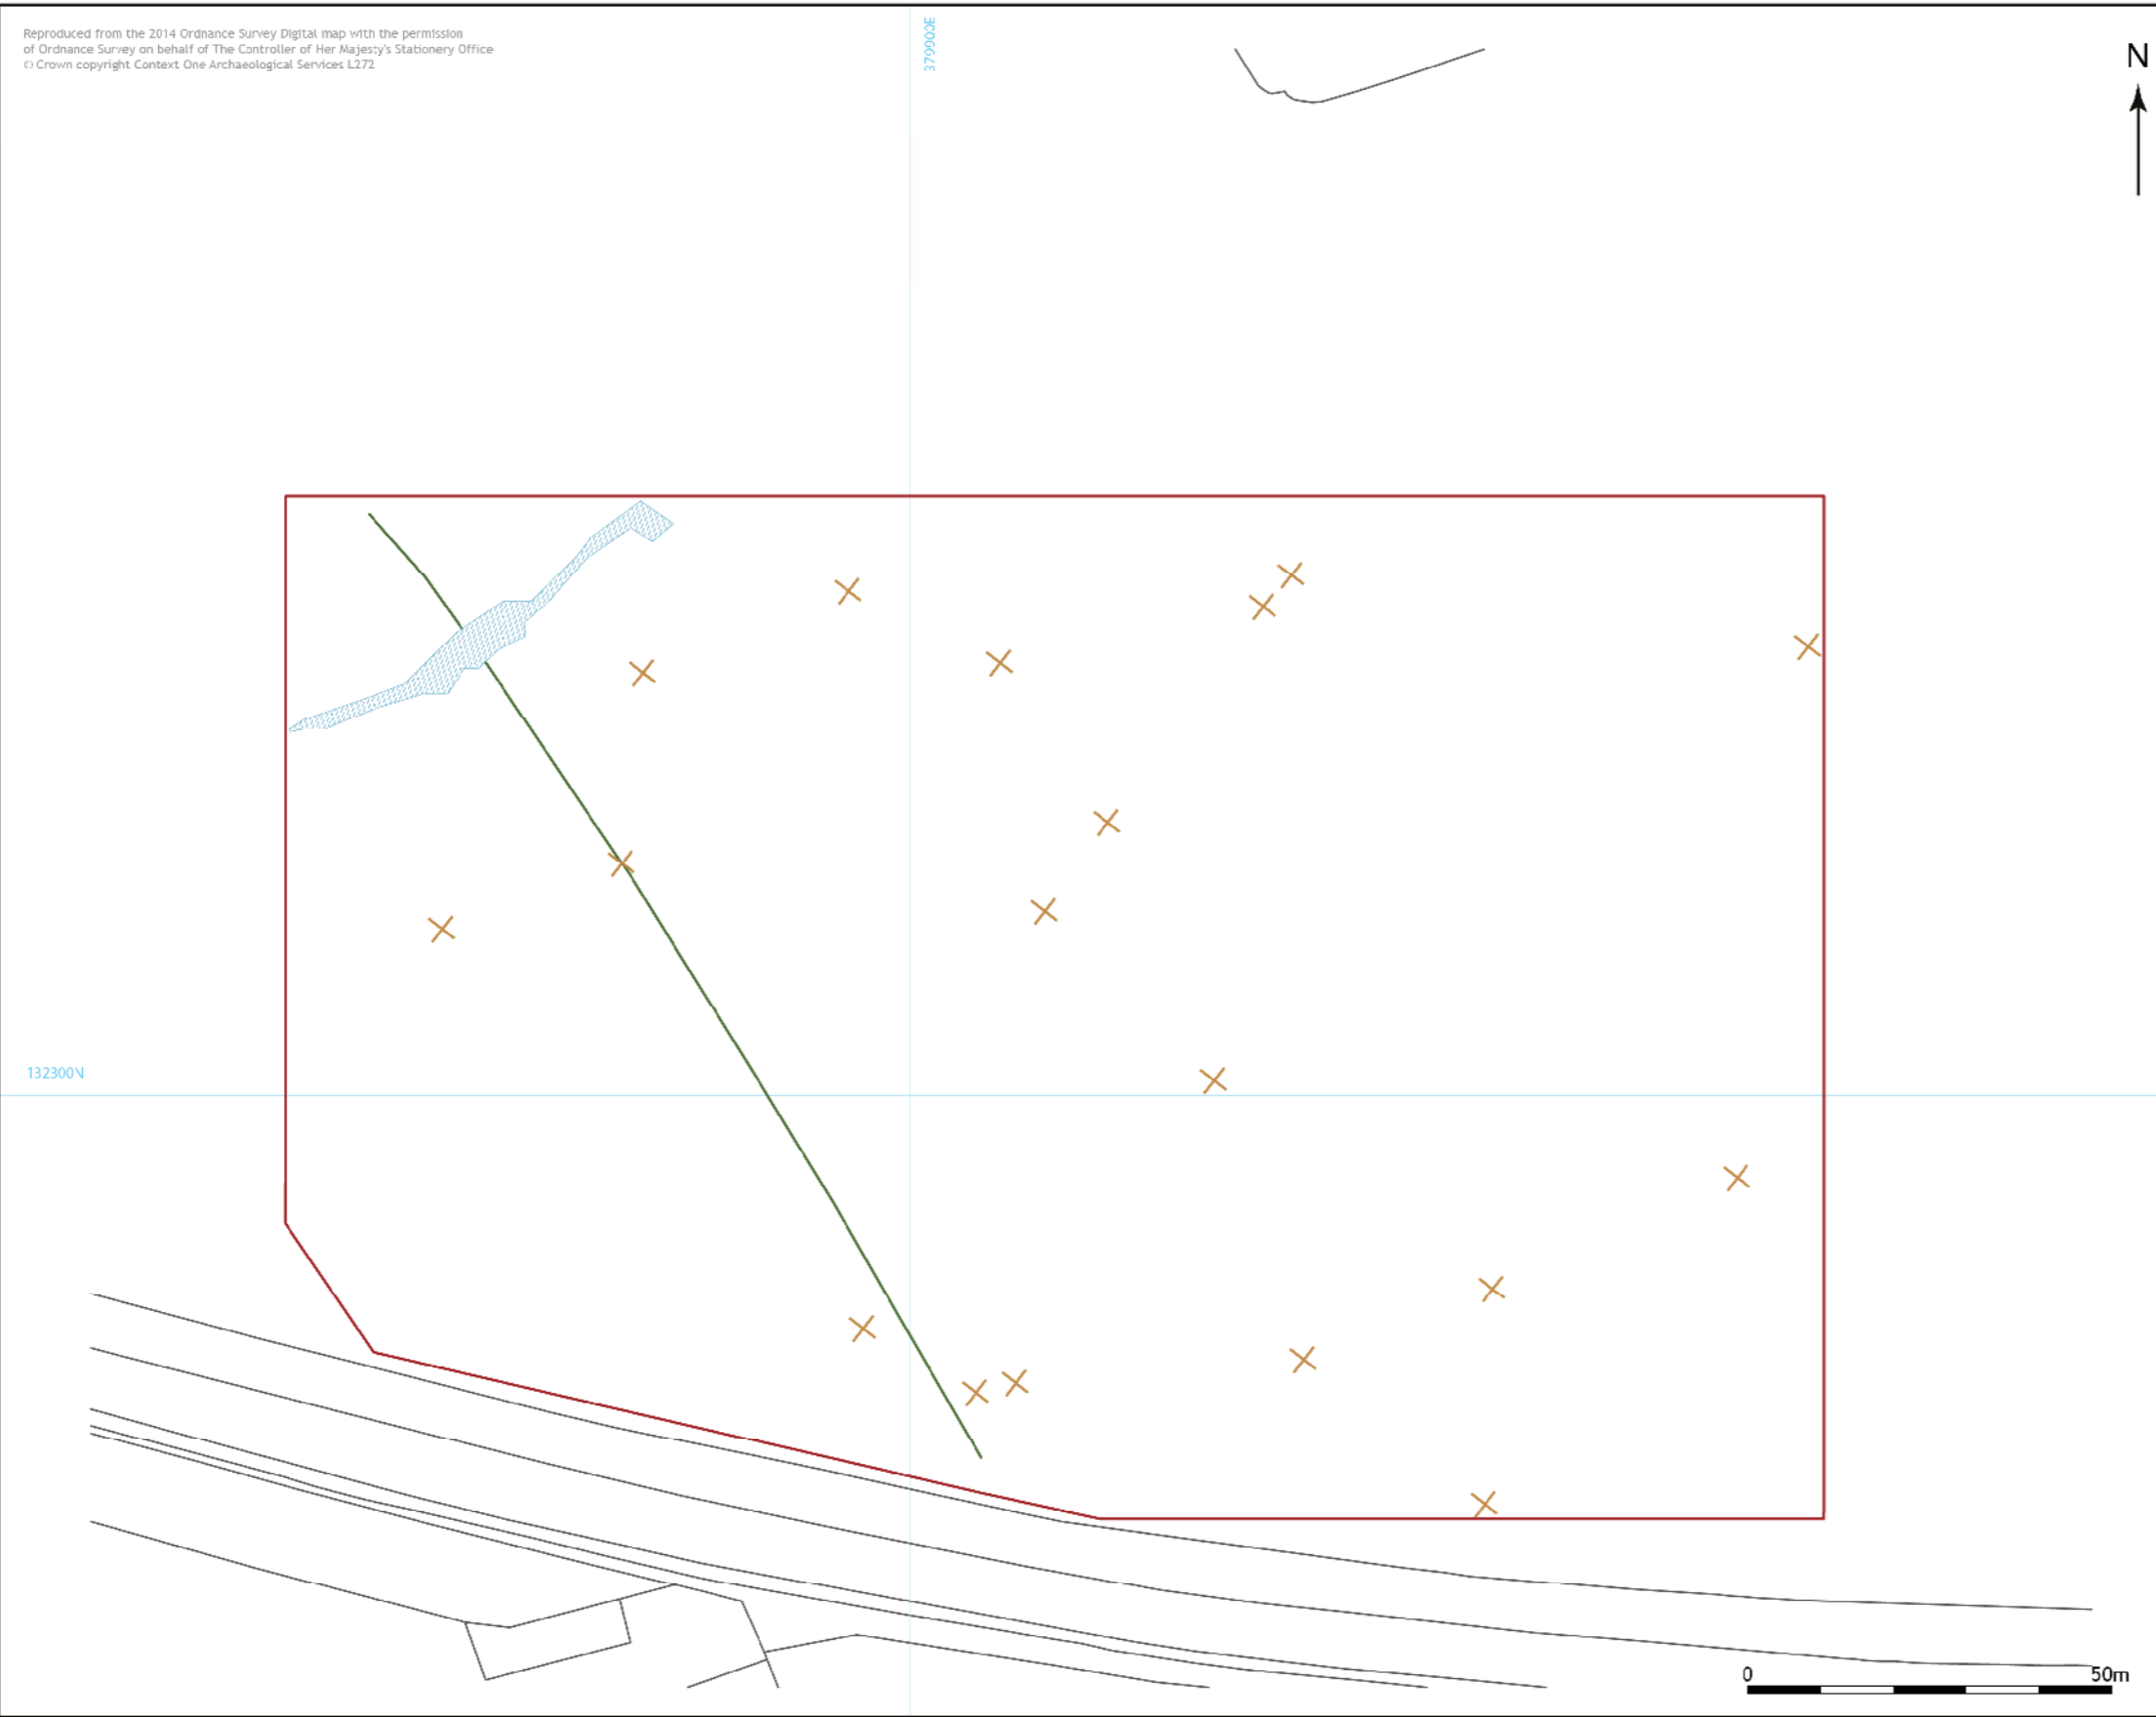 Reproduced from the 2014 Ordnance Survey Digital map with the permission
of Ordnance Survey on behalf of The Controller of Her Majesty's Stationery Office
© Crown copyright Context One Archaeological Services L272
379900E
N
132300N
0 50m